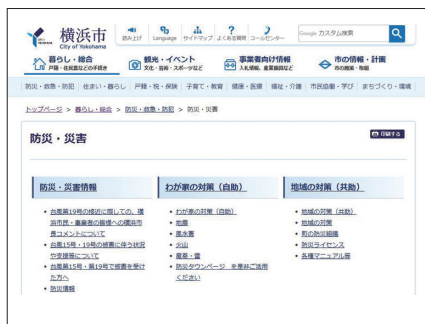 横浜市
City of Yokohama
読み上げ Language サイトマップ よくある質問 コールセンター
Google カスタム検索
暮らし・総合
戸籍・住民票などの手続き
観光・イベント
文化・芸術・スポーツなど
事業者向け情報
入札情報、産業振興など
市の情報・計画
市の施策・取組
防災・救急・防犯 住まい・暮らし 戸籍・税・保険 子育て・教育 健康・医療 福祉・介護 市民協働・学び まちづくり・環境
トップページ > 暮らし・総合 > 防災・救急・防犯 > 防災・災害
防災・災害
印刷する
防災・災害情報
・台風第19号の接近に際しての、横
浜市民・事業者の皆様への横浜市
長コメントについて
・台風15号・19号の被害に伴う状況
や支援等について
・台風第15号・第19号で被害を受け
た方へ
・防災情報
わが家の対策（自助）
・わが家の対策（自助）
・地震
・風水害
・火山
・竜巻・雷
・防災タウンページ を是非ご活用
ください
地域の対策（共助）
・地域の対策（共助）
・地域の対策
・町の防災組織
・防災ライセンス
・各種マニュアル等